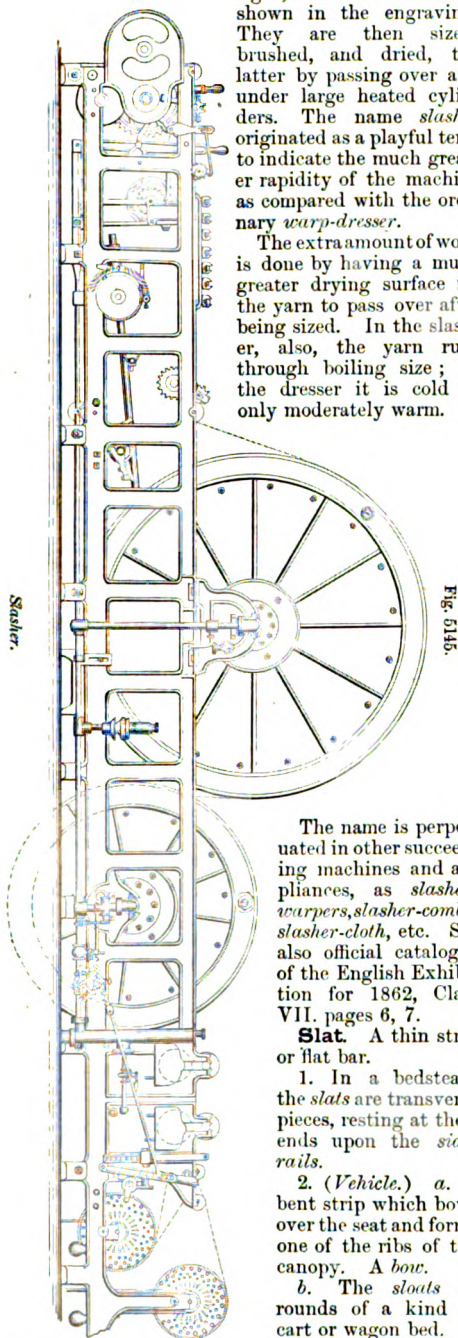 shown in the engravin
They are then size
brushed, and dried, t
latter by passing over a
under large heated cyli
ders. The name slash
originated as a playful ter
to indicate the much grea
er rapidity of the machi
as compared with the or
nary warp-dresser.
The extra amount of wo
is done by having a mu
greater drying surface
the yarn to pass over aft
being sized. In the slas
er, also, the yarn ru
through boiling size ;
the dresser it is cold
only moderately warm.
Slasher.
Fig. 5145.
The name is perpe
uated in other succee
ing machines and a
pliances, as slashe
warpers, slasher-comb
slasher-cloth, etc. S
also official catalog
of the English Exhib
tion for 1862, Cla
VII. pages 6, 7.
Slat. A thin stri
or flat bar.
1. In a bedstea
the slats are transver
pieces, resting at the
ends upon the sid
rails.
2. (Vehicle.) a.
bent strip which bow
over the seat and form
one of the ribs of t
canopy. A bow.
b. The sloats
rounds of a kind
cart or wagon bed.